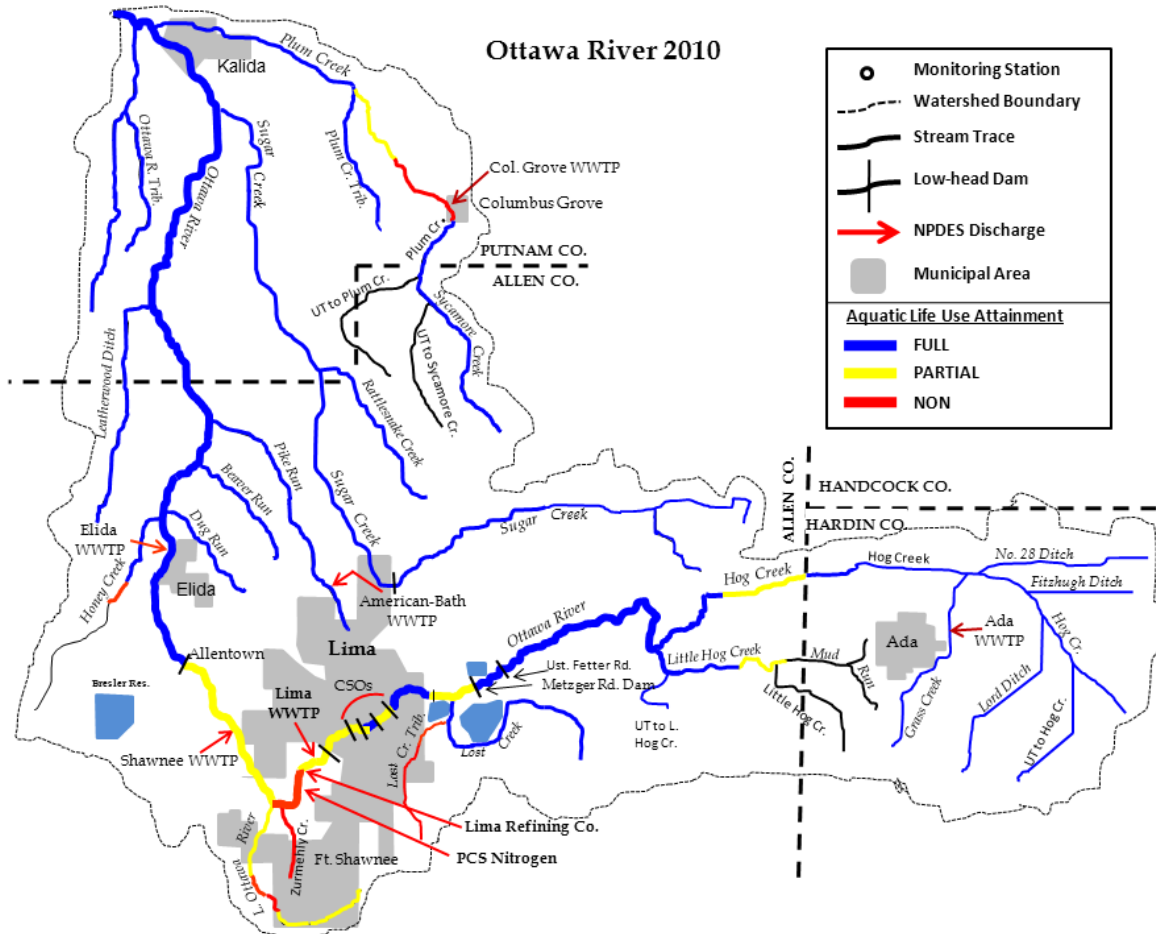 Ottawa River 2010
Monitoring Station
Watershed Boundary
Stream Trace
Low-head Dam
NPDES Discharge
Municipal Area
Aquatic Life Use Attainment
FULL
PARTIAL
NON
Kalida
Plum Creek
Ottawa R. Trib.
Ottawa River
Sugar
Creek
Plum Cr. Trib.
Col. Grove WWTP
Columbus Grove
Plum Cr.
PUTNAM CO.
ALLEN CO.
UT to Plum Cr.
Sycamore
Creek
UT to Sycamore Cr.
Leatherwood Ditch
Rattlesnake Creek
Pike Run
Beaver Run
Sugar Creek
Sugar Creek
Dug Run
Elida
WWTP
Elida
Honey Creek
American-Bath
WWTP
ALLEN CO.
HANDCOCK CO.
HARDIN CO.
Hog Creek
Hog Creek
No. 28 Ditch
Fitzhugh Ditch
Hog Cr.
Ada
Ada
WWTP
Ottawa River
Little Hog Creek
Mud
Run
Little Hog Cr.
Grass Creek
Lord Ditch
UT to Hog Cr.
UT to L.
Hog Cr.
Allentown
Lima
Ust. Fetter Rd.
Metzger Rd. Dam
Bresler Res.
CSOs
Lima
WWTP
Lost
Creek
Lost
Cr. Trib.
Shawnee WWTP
Lima Refining Co.
PCS Nitrogen
Zurmehly Cr.
Ft. Shawnee
L. Ottawa
River